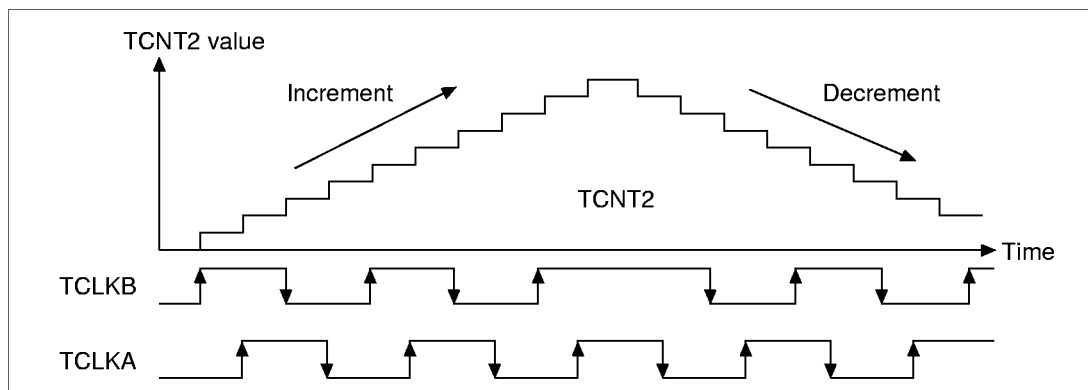 TCNT2 value
Increment
Decrement
TCNT2
Time
TCLKB
TCLKA